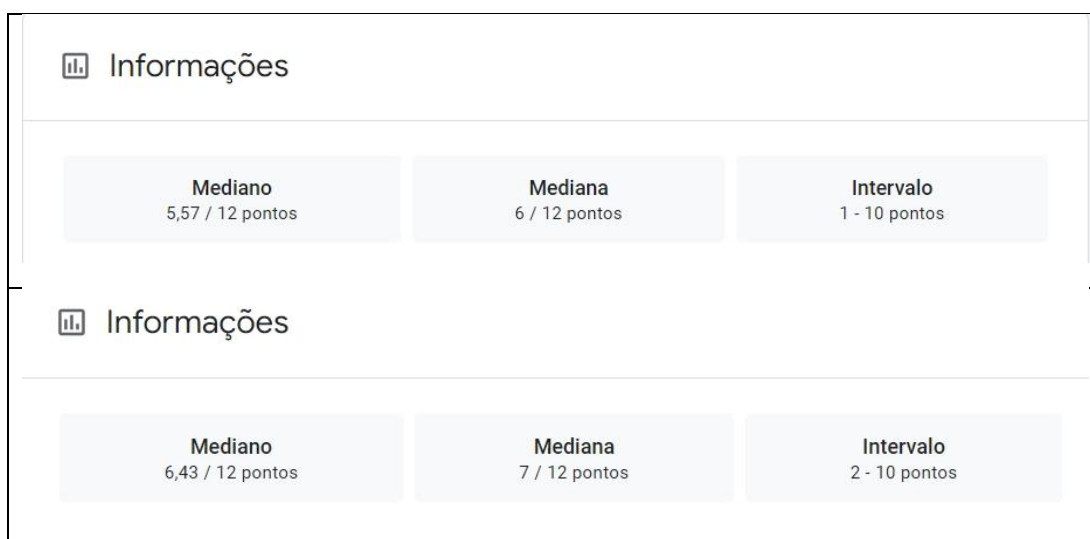 Informações
Mediano Mediana Intervalo
5,57 / 12 pontos 6 / 12 pontos 1 - 10 pontos
Informações
Mediano Mediana Intervalo
6,43 / 12 pontos 7 / 12 pontos 2 - 10 pontos